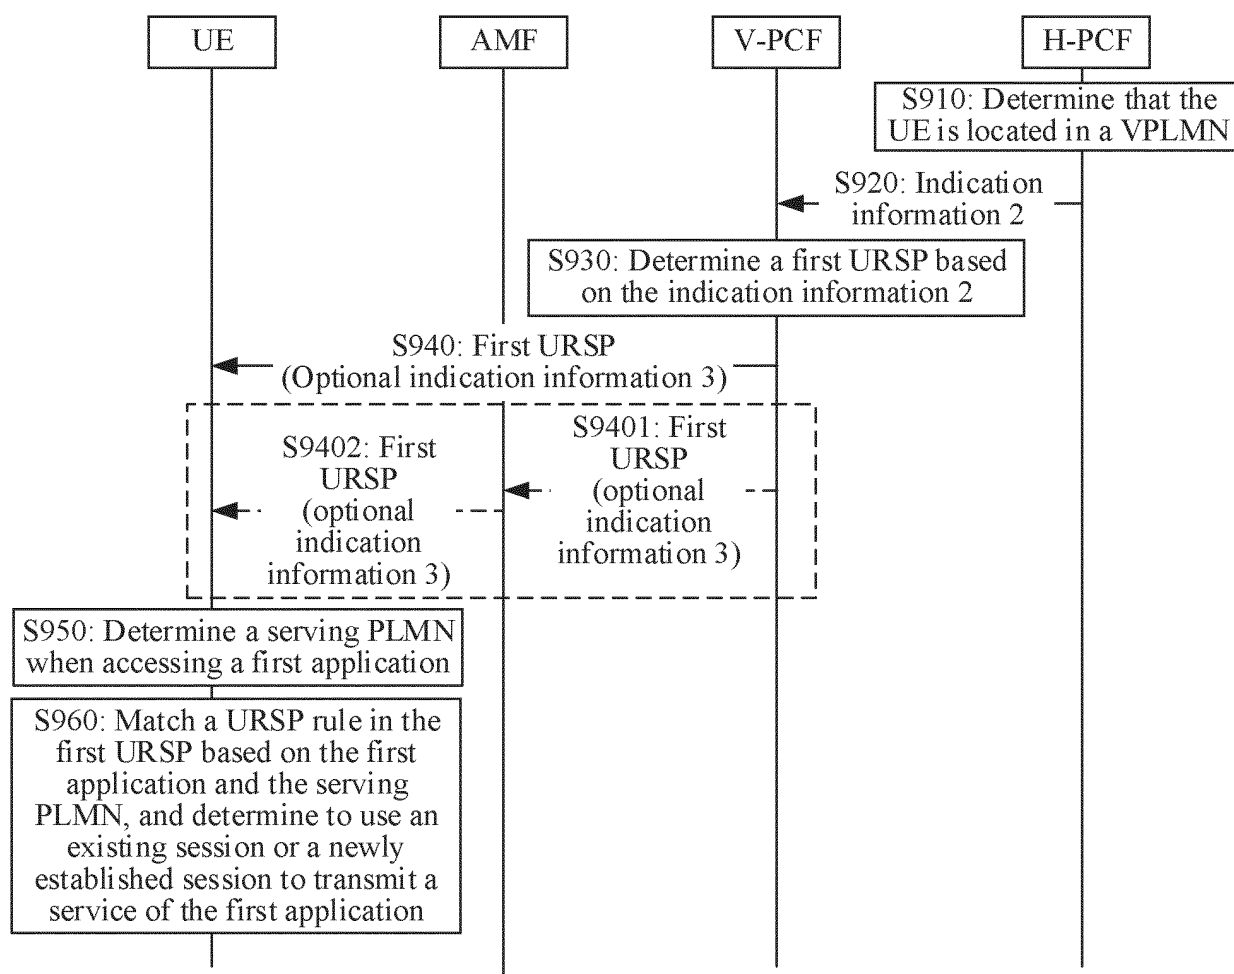 UE
AMF
V-PCF
H-PCF
S910: Determine that the
UE is located in a VPLMN
S920: Indication
information 2
S930: Determine a first URSP based
on the indication information 2
S940: First URSP
(Optional indication information 3)
S9401: First
URSP
(optional
indication
information 3)
S9402: First
URSP
(optional
indication
information 3)
S950: Determine a serving PLMN
when accessing a first application
S960: Match a URSP rule in the
first URSP based on the first
application and the serving
PLMN, and determine to use an
existing session or a newly
established session to transmit a
service of the first application